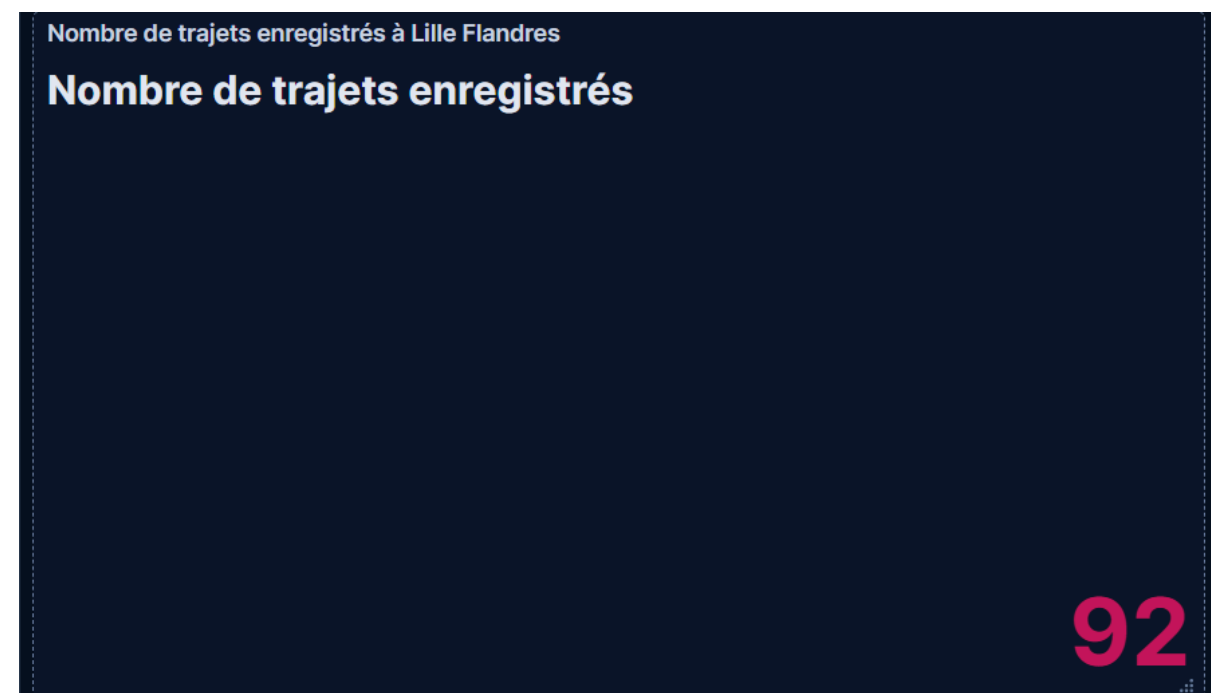 Nombre de trajets enregistrés à Lille Flandres
Nombre de trajets enregistrés
92